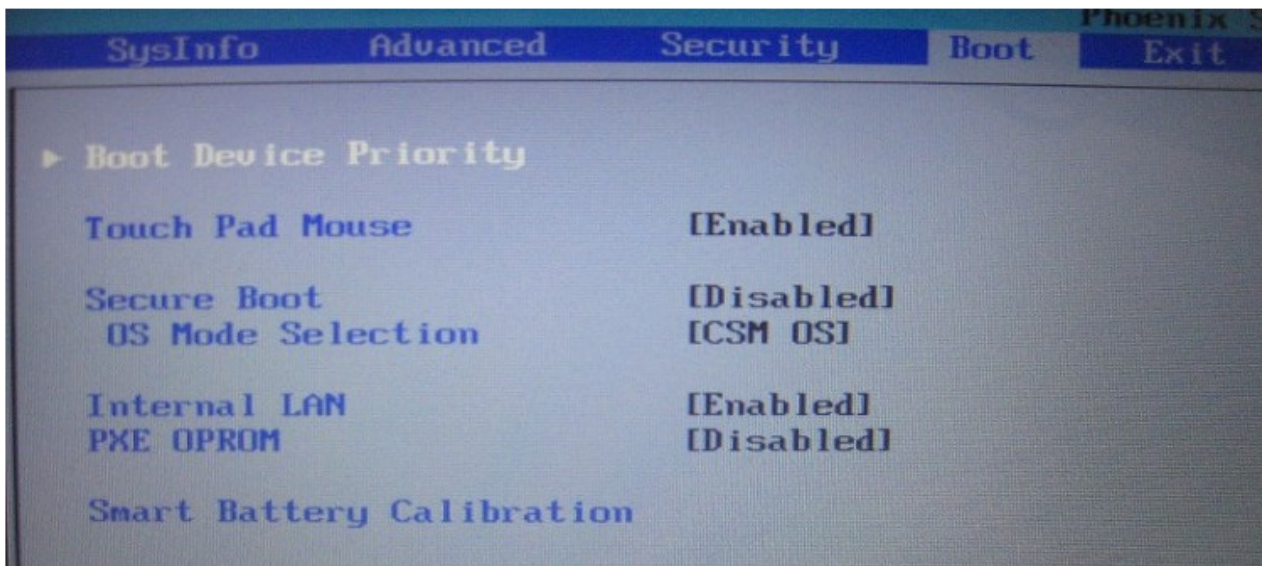 Phoenix
SysInfo Advanced Security Boot Exit
Boot Device Priority
Touch Pad Mouse [Enabled]
Secure Boot [Disabled]
OS Mode Selection [CSM OS]
Internal LAN [Enabled]
PXE OPROM [Disabled]
Smart Battery Calibration